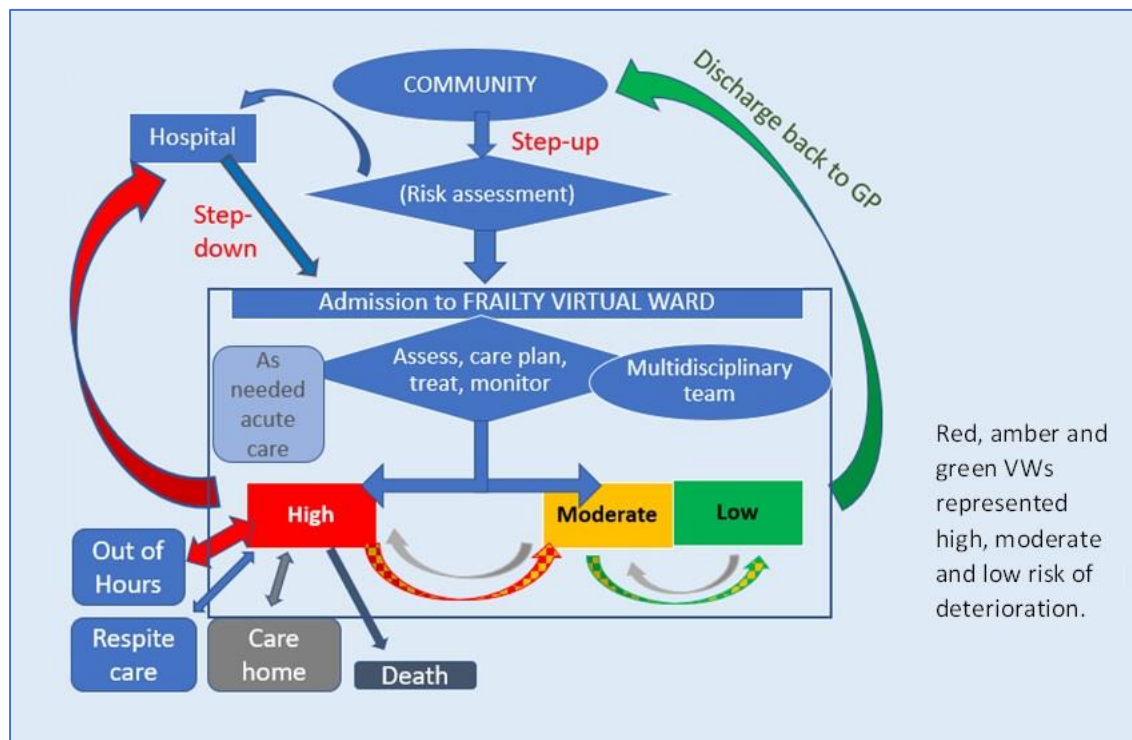 COMMUNITY
Discharge back to GP
Hospital
Step-up
(Risk assessment)
Step-
down
Admission to FRAILTY VIRTUAL WARD
As
needed
acute
care
Assess, care plan,
treat, monitor
Multidisciplinary
team
Red, amber and
green VWs
represented
high, moderate
and low risk of
deterioration.
High
Moderate
Low
Out of
Hours
Respite
care
Care
home
Death